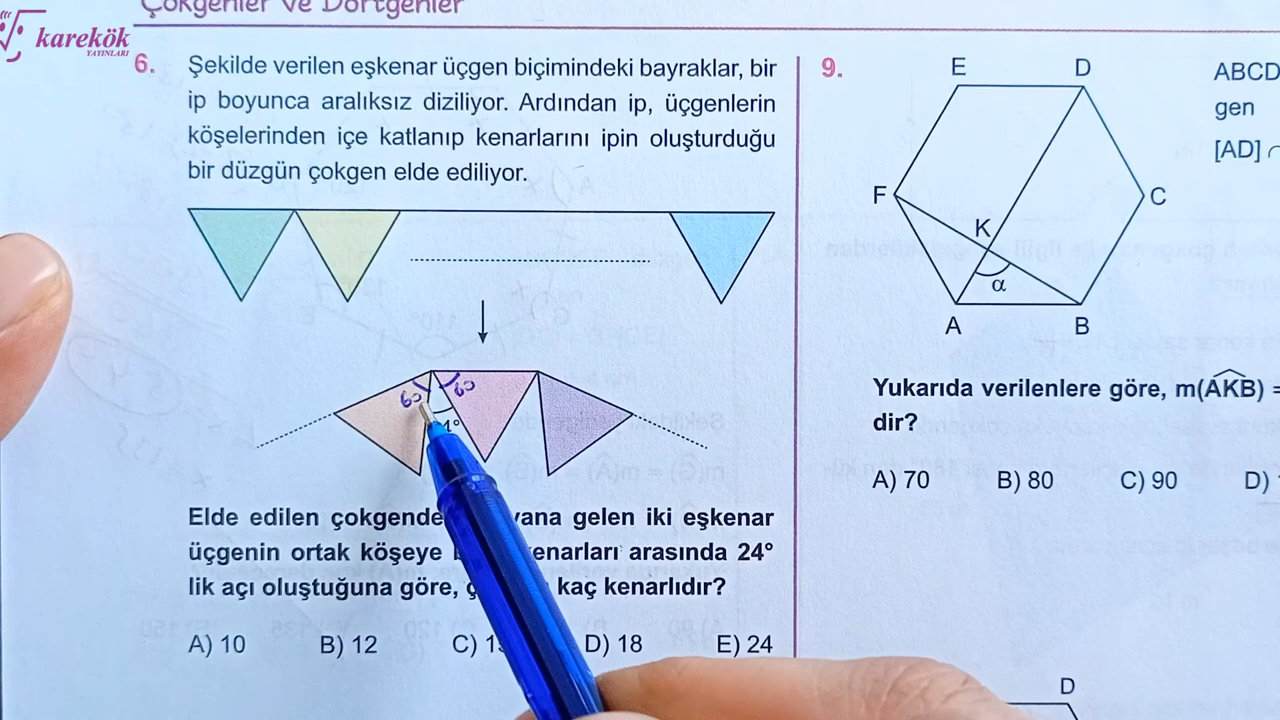 Çokgenler ve Dörtgenler
karekök
YAYINLARI
6.
Şekilde verilen eşkenar üçgen biçimindeki bayraklar, bir
ip boyunca aralıksız diziliyor. Ardından ip, üçgenlerin
köşelerinden içe katlanıp kenarlarını ipin oluşturduğu
bir düzgün çokgen elde ediliyor.
60
60
4°
Elde edilen çokgende yana gelen iki eşkenar
üçgenin ortak köşeye kenarları arasında 24°
lik açı oluştuğuna göre, kaç kenarlıdır?
A) 10 B) 12 C) D) 18 E) 24
9.
E D
ABCD
gen
[AD]
F C
K
α
A B
Yukarıda verilenlere göre, m(AKB) =
dir?
A) 70 B) 80 C) 90 D)
D